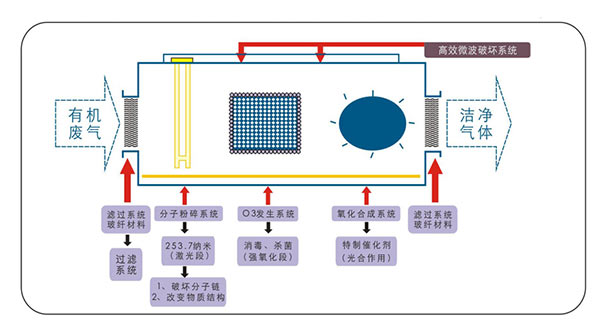 高效微波破坏系统
有机
废气
洁净
气体
滤过系统
玻纤材料
分子粉碎系统
O3发生系统
氧化合成系统
滤过系统
玻纤材料
过滤
系统
253.7纳米
（激光段）
消毒、杀菌
（强氧化段）
特制催化剂
（光合作用）
1、破坏分子链
2、改变物质结构